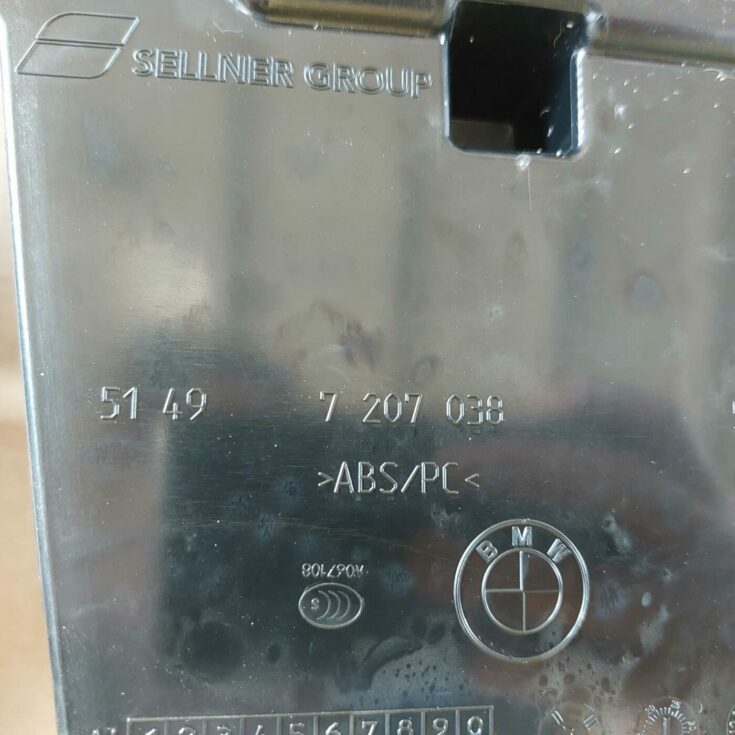 SELLNER GROUP
51 49 7 207 038
>ABS/PC<
A067108
S
BMW
1 2 3 4 5 6 7 8 9 0